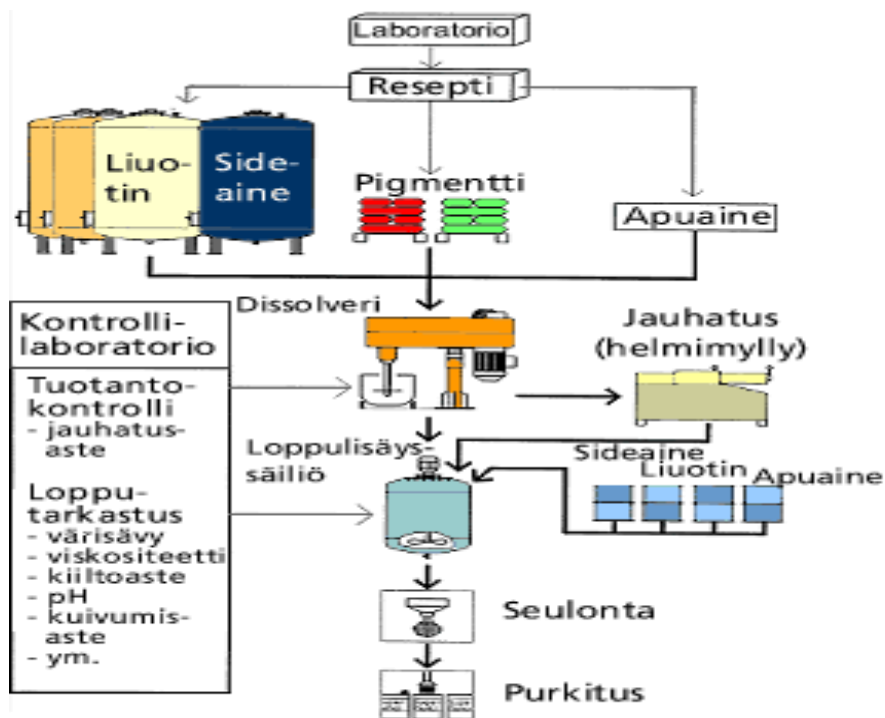 Laboratorio
Resepti
Liuo-
tin
Side-
aine
Pigmentti
Apuaine
Dissolveri
Jauhatus
(helmimylly)
Kontrolli-
laboratorio
Tuotanto-
kontrolli
- jauhatus-
aste
Loppu-
tarkastus
- värisävy
- viskositeetti
- kiiltoaste
- pH
- kuivumis-
aste
- ym.
Loppulisäys-
säiliö
Sideaine
Liuotin
Apuaine
Seulonta
Purkitus